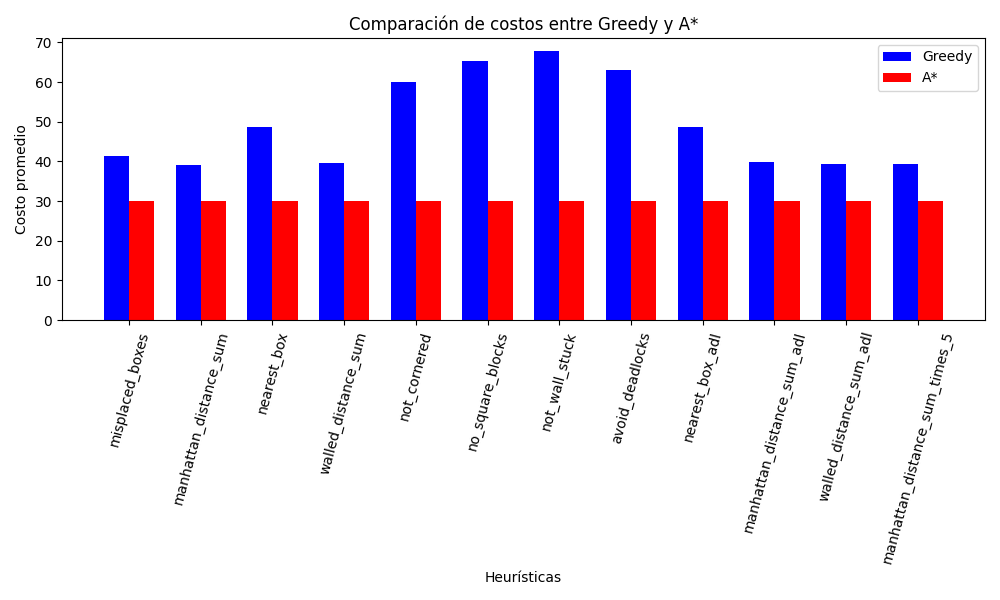 Comparación de costos entre Greedy y A*
Costo promedio
70
60
50
40
30
20
10
0
Greedy
A*
misplaced_boxes
manhattan_distance_sum
nearest_box
walled_distance_sum
not_cornered
no_square_blocks
not_wall_stuck
avoid_deadlocks
nearest_box_adl
manhattan_distance_sum_adl
walled_distance_sum_adl
manhattan_distance_sum_times_5
Heurísticas